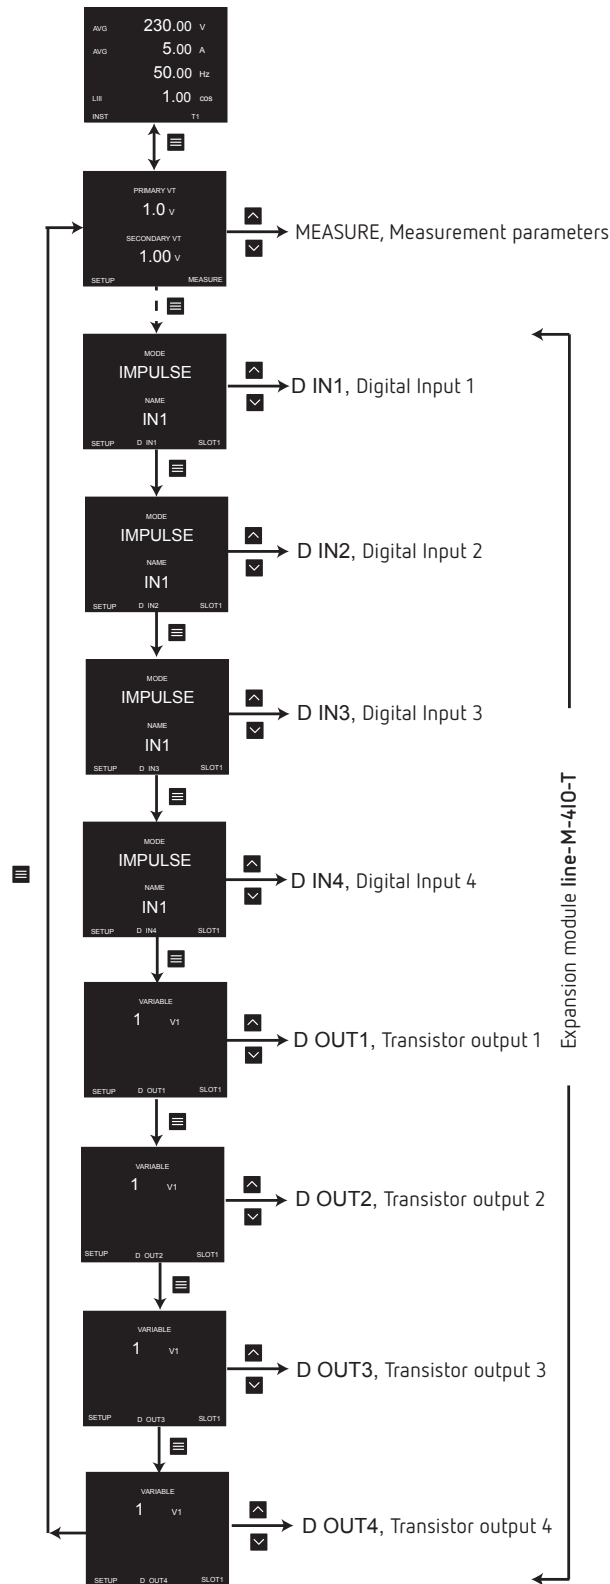 AVG 230.00 V
AVG 5.00 A
50.00 Hz
LIII 1.00 cos
INST T1
PRIMARY VT
1.0 V
SECONDARY VT
1.00 V
SETUP MEASURE
MEASURE, Measurement parameters
MODE
IMPULSE
NAME
IN1
SETUP D IN1 SLOT1
D IN1, Digital Input 1
MODE
IMPULSE
NAME
IN1
SETUP D IN2 SLOT1
D IN2, Digital Input 2
MODE
IMPULSE
NAME
IN1
SETUP D IN3 SLOT1
D IN3, Digital Input 3
MODE
IMPULSE
NAME
IN1
SETUP D IN4 SLOT1
D IN4, Digital Input 4
VARIABLE
1 V1
SETUP D OUT1 SLOT1
D OUT1, Transistor output 1
VARIABLE
1 V1
SETUP D OUT2 SLOT1
D OUT2, Transistor output 2
VARIABLE
1 V1
SETUP D OUT3 SLOT1
D OUT3, Transistor output 3
VARIABLE
1 V1
SETUP D OUT4 SLOT1
D OUT4, Transistor output 4
Expansion module line-M-4IO-T